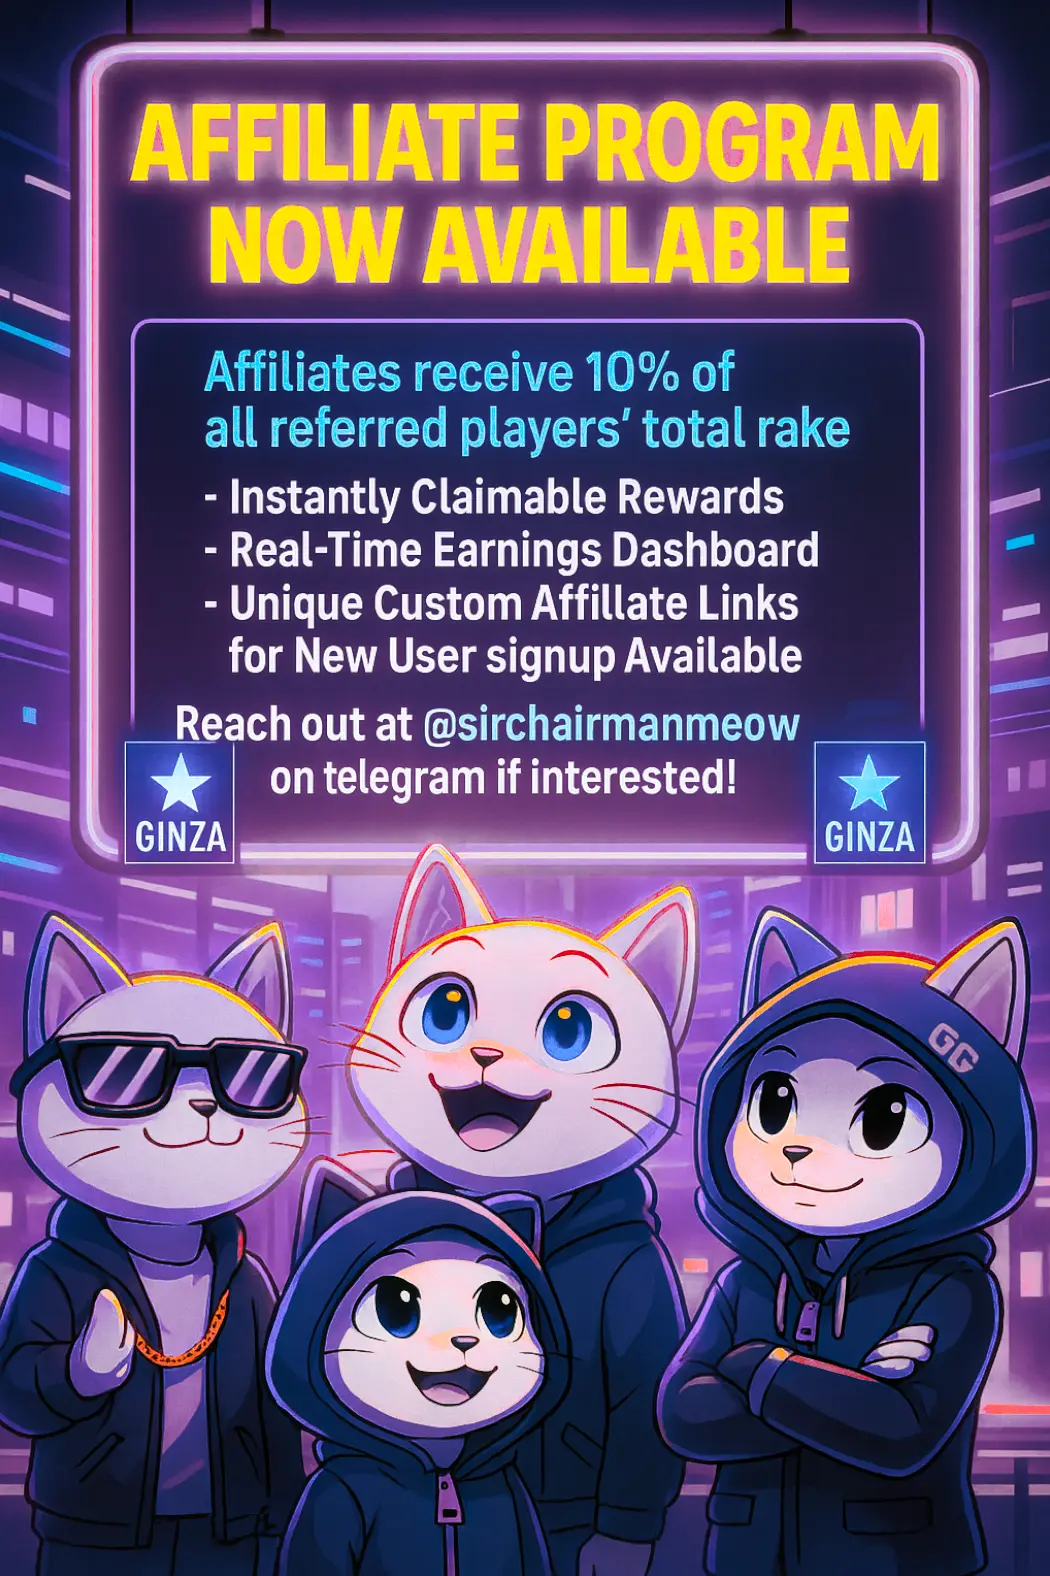 AFFILIATE PROGRAM
NOW AVAILABLE
Affiliates receive 10% of
all referred players' total rake
- Instantly Claimable Rewards
- Real-Time Earnings Dashboard
- Unique Custom Affillate Links
for New User signup Available
Reach out at @sirchairmanmeow
on telegram if interested!
GINZA
GINZA
GG